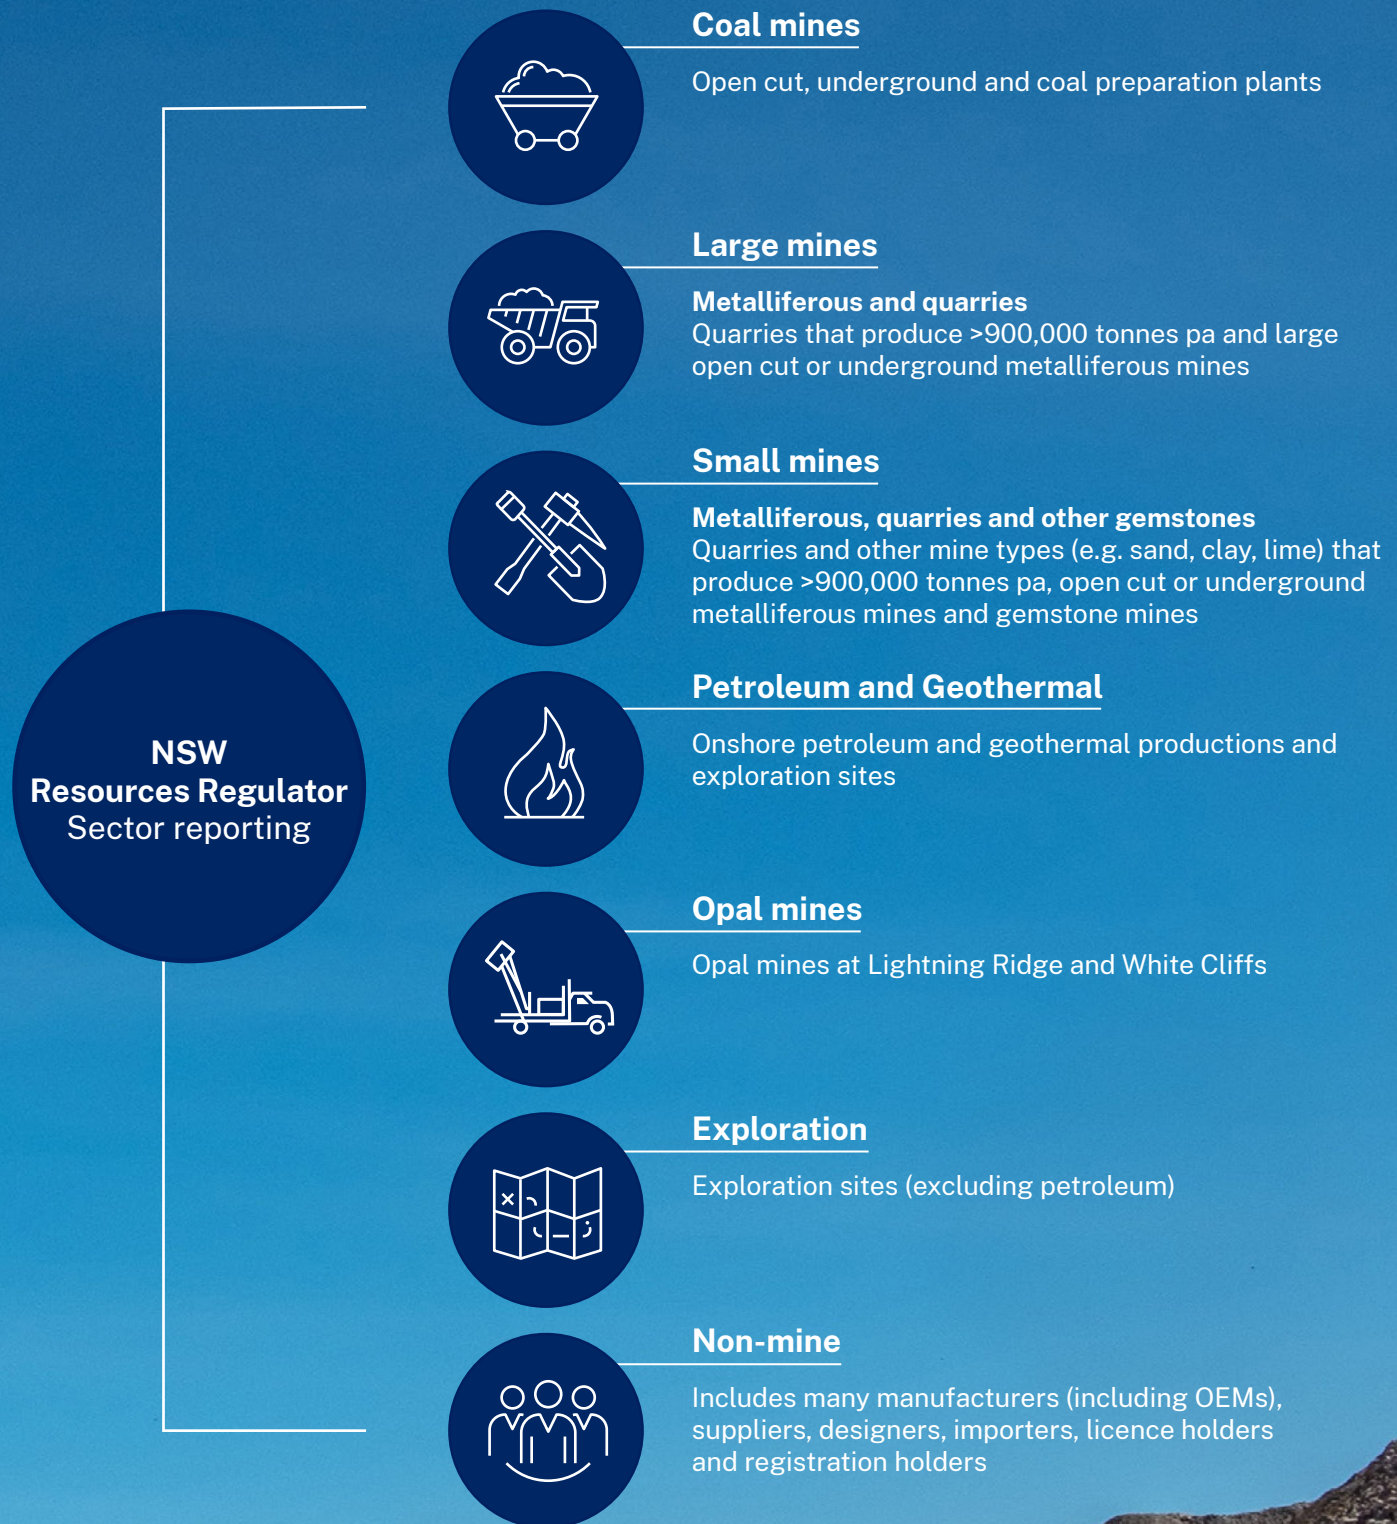 NSW
Resources Regulator
Sector reporting
Coal mines
Open cut, underground and coal preparation plants
Large mines
Metalliferous and quarries
Quarries that produce >900,000 tonnes pa and large
open cut or underground metalliferous mines
Small mines
Metalliferous, quarries and other gemstones
Quarries and other mine types (e.g. sand, clay, lime) that
produce >900,000 tonnes pa, open cut or underground
metalliferous mines and gemstone mines
Petroleum and Geothermal
Onshore petroleum and geothermal productions and
exploration sites
Opal mines
Opal mines at Lightning Ridge and White Cliffs
Exploration
Exploration sites (excluding petroleum)
Non-mine
Includes many manufacturers (including OEMs),
suppliers, designers, importers, licence holders
and registration holders